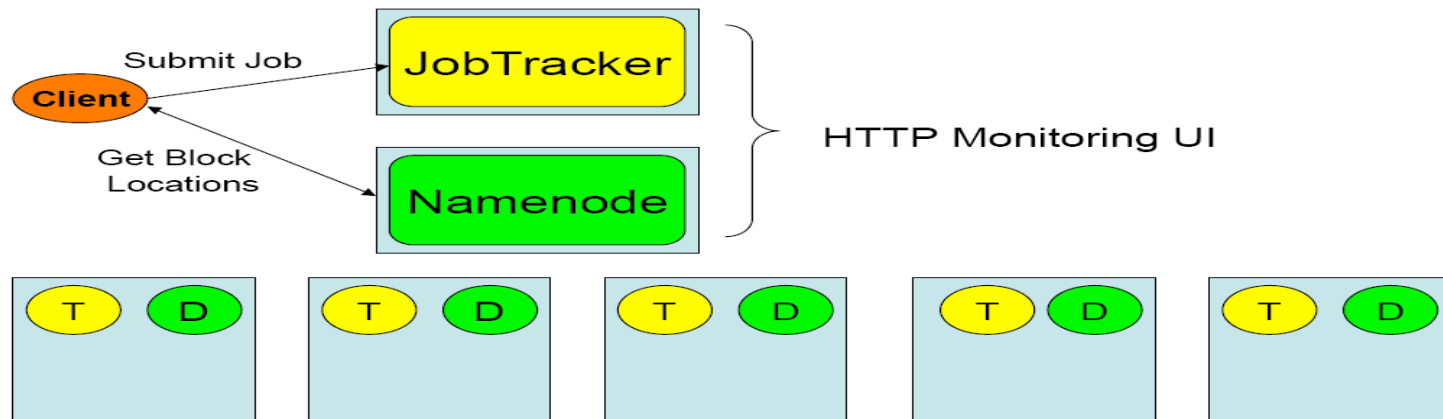 Submit Job
JobTracker
Client
HTTP Monitoring UI
Get Block
Locations
Namenode
T D T D T D T D T D